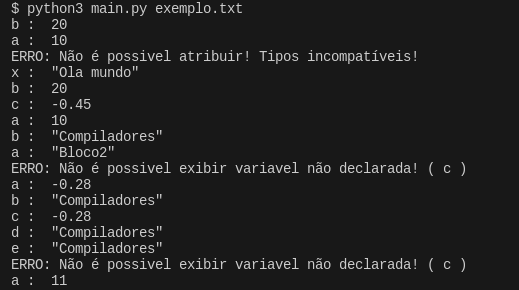 $ python3 main.py exemplo.txt
b :  20
a :  10
ERRO: Não é possivel atribuir! Tipos incompatíveis!
x :  "Ola mundo"
b :  20
c :  -0.45
a :  10
b :  "Compiladores"
a :  "Bloco2"
ERRO: Não é possivel exibir variavel não declarada! ( c )
a :  -0.28
b :  "Compiladores"
c :  -0.28
d :  "Compiladores"
e :  "Compiladores"
ERRO: Não é possivel exibir variavel não declarada! ( c )
a :  11